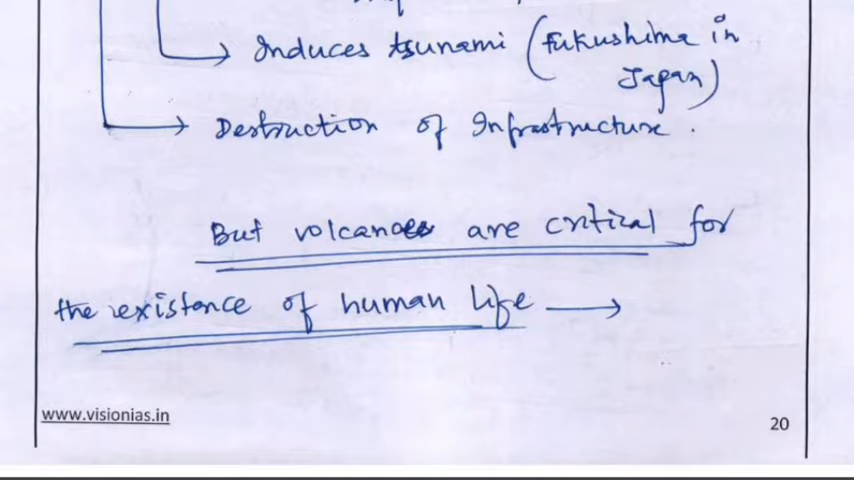 Induces tsunami (Fukushima in
Japan)
Destruction of Infrastructure.
But volcanoes are critical for
the existence of human life
www.visionias.in
20